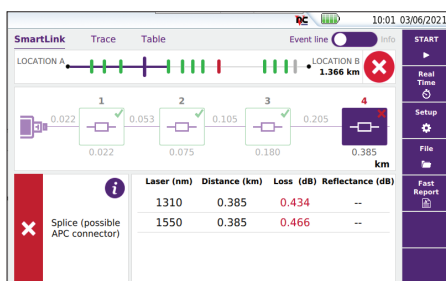 10:01 03/06/2021
SmartLink Trace Table Event line Info
START
LOCATION A
LOCATION B
1.366 km
Real
Time
Setup
File
Fast
Report
1 2 3 4
0.022 0.053 0.105 0.205
0.022 0.075 0.180 0.385
km
Splice (possible
APC connector)
Laser (nm) Distance (km) Loss (dB) Reflectance (dB)
1310 0.385 0.434 --
1550 0.385 0.466 --